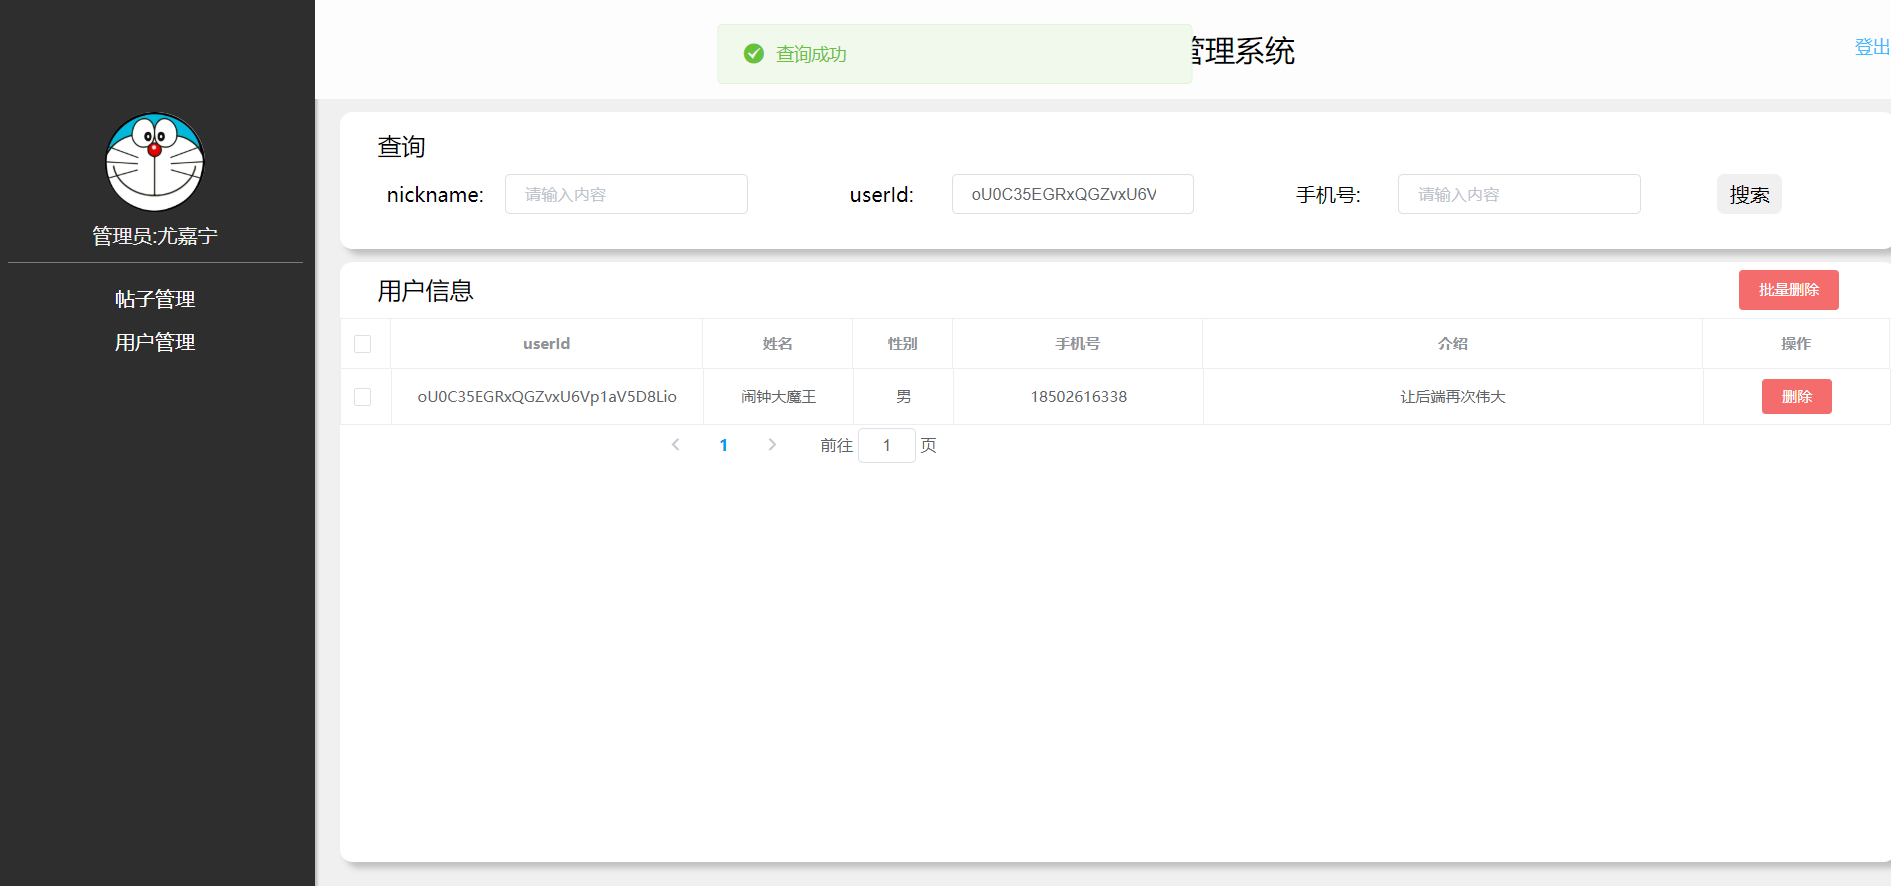 查询成功
管理系统
登出
管理员:尤嘉宁
帖子管理
用户管理
查询
nickname: 请输入内容 userId: oU0C35EGRxQGZvxU6V 手机号: 请输入内容 搜索
用户信息 批量删除
userId 姓名 性别 手机号 介绍 操作
oU0C35EGRxQGZvxU6Vp1aV5D8Lio 闹钟大魔王 男 18502616338 让后端再次伟大 删除
1 前往 1 页